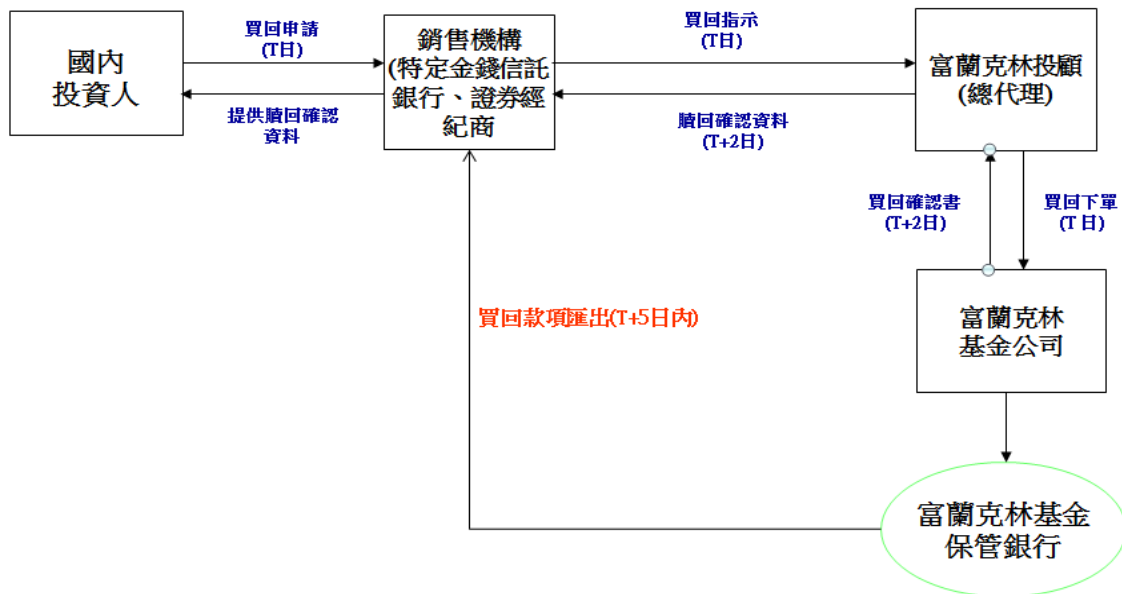 國內
投資人
買回申請
(T日)
提供贖回確認
資料
銷售機構
(特定金錢信託
銀行、證券經
紀商
買回指示
(T日)
贖回確認資料
(T+2日)
富蘭克林投顧
(總代理)
買回確認書
(T+2日)
買回下單
(T 日)
富蘭克林
基金公司
買回款項匯出(T+5日內)
富蘭克林基金
保管銀行